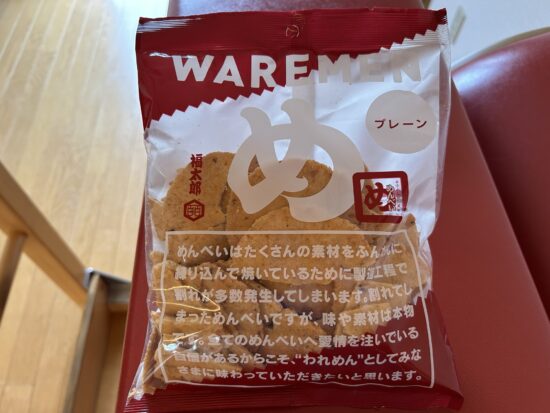 WAREMEN
め
プレーン
福太郎
め
めんべいはたくさんの素材をふんだんに
練り込んで焼いているために製造工程で
割れが多数発生してしまいます。割れてし
まっためんべいですが、味や素材は本物
です。全てのめんべいへ愛情を注いでいる
自信があるからこそ、“われめん”としてみな
さまに味わっていただきたいと思います。